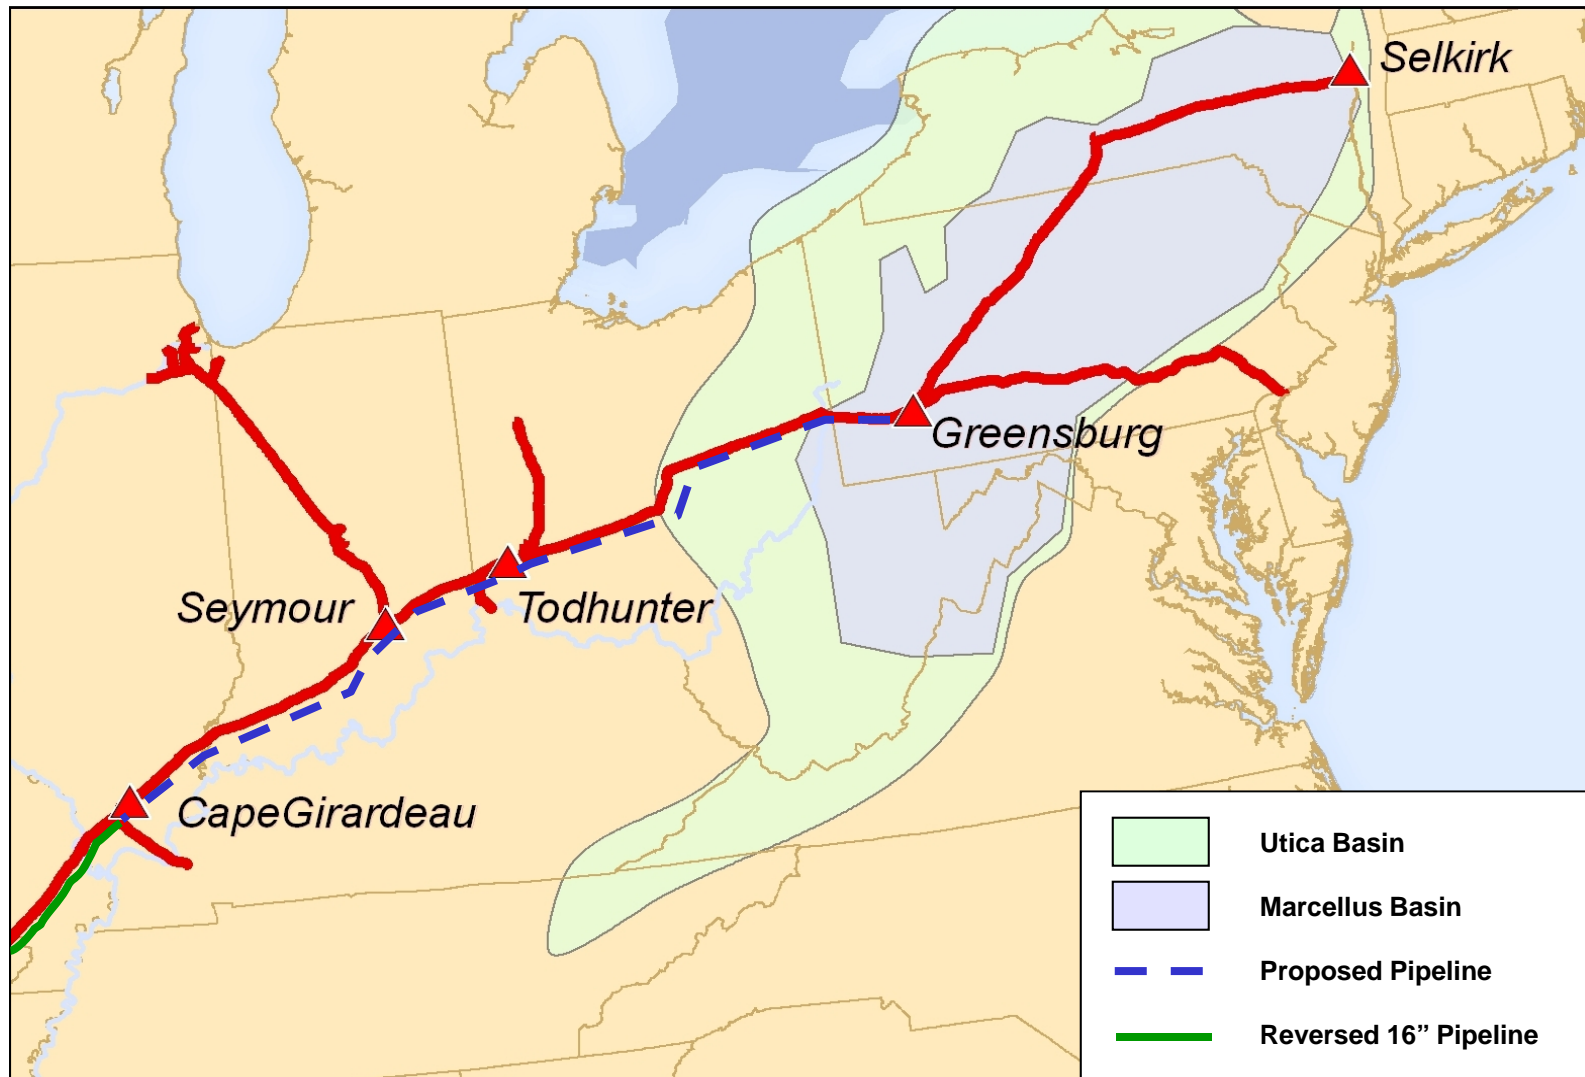 Selkirk
Greensburg
Seymour
Todhunter
CapeGirardeau
Utica Basin
Marcellus Basin
Proposed Pipeline
Reversed 16” Pipeline